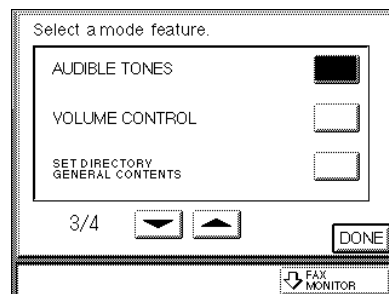 Select a mode feature.
AUDIBLE TONES
VOLUME CONTROL
SET DIRECTORY
GENERAL CONTENTS
3/4
DONE
FAX
MONITOR